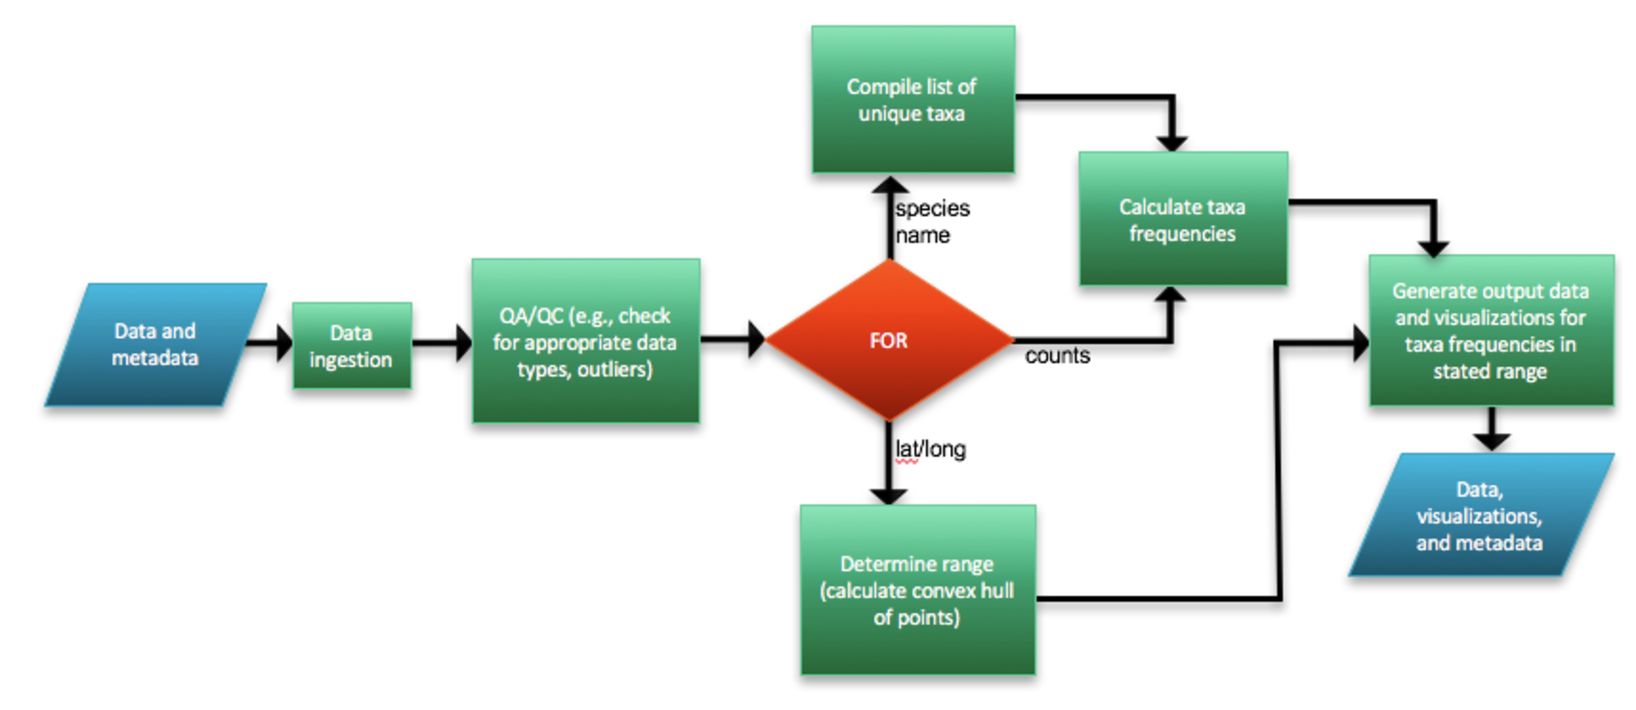 Data and
metadata
Data
ingestion
QA/QC (e.g., check
for appropriate data
types, outliers)
FOR
species
name
Compile list of
unique taxa
counts
Calculate taxa
frequencies
lat/long
Determine range
(calculate convex hull
of points)
Generate output data
and visualizations for
taxa frequencies in
stated range
Data,
visualizations,
and metadata